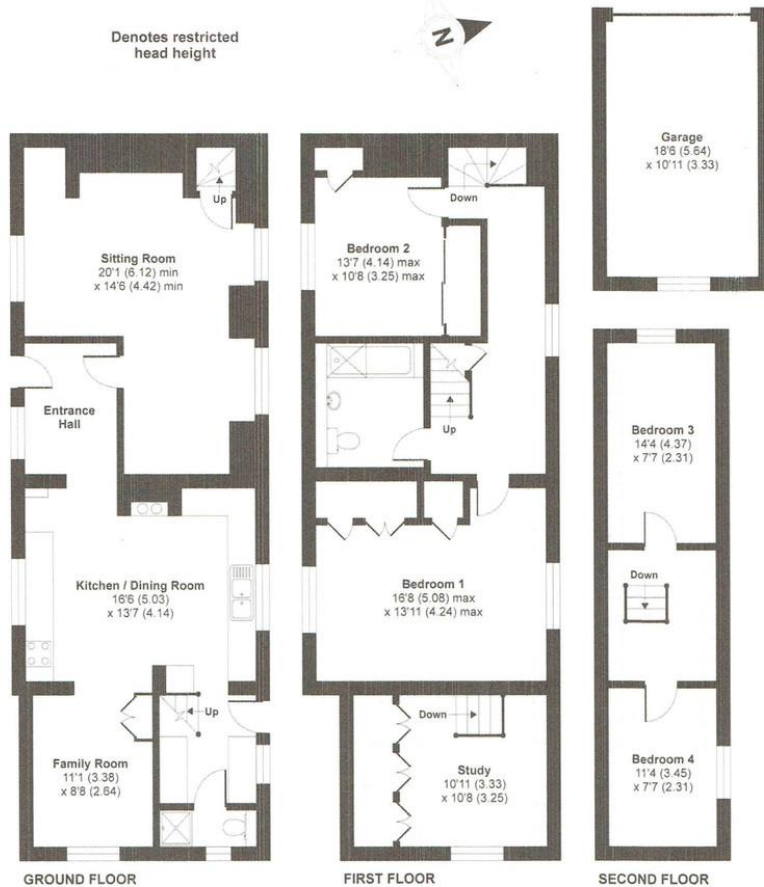 Denotes restricted
head height
N
Garage
18'6 (5.64)
x 10'11 (3.33)
Up
Sitting Room
20'1 (6.12) min
x 14'6 (4.42) min
Entrance
Hall
Kitchen / Dining Room
16'6 (5.03)
x 13'7 (4.14)
Up
Family Room
11'1 (3.38)
x 8'8 (2.64)
GROUND FLOOR
Down
Bedroom 2
13'7 (4.14) max
x 10'8 (3.25) max
Up
Bedroom 1
16'8 (5.08) max
x 13'11 (4.24) max
Down
Study
10'11 (3.33)
x 10'8 (3.25)
FIRST FLOOR
Bedroom 3
14'4 (4.37)
x 7'7 (2.31)
Down
Bedroom 4
11'4 (3.45)
x 7'7 (2.31)
SECOND FLOOR